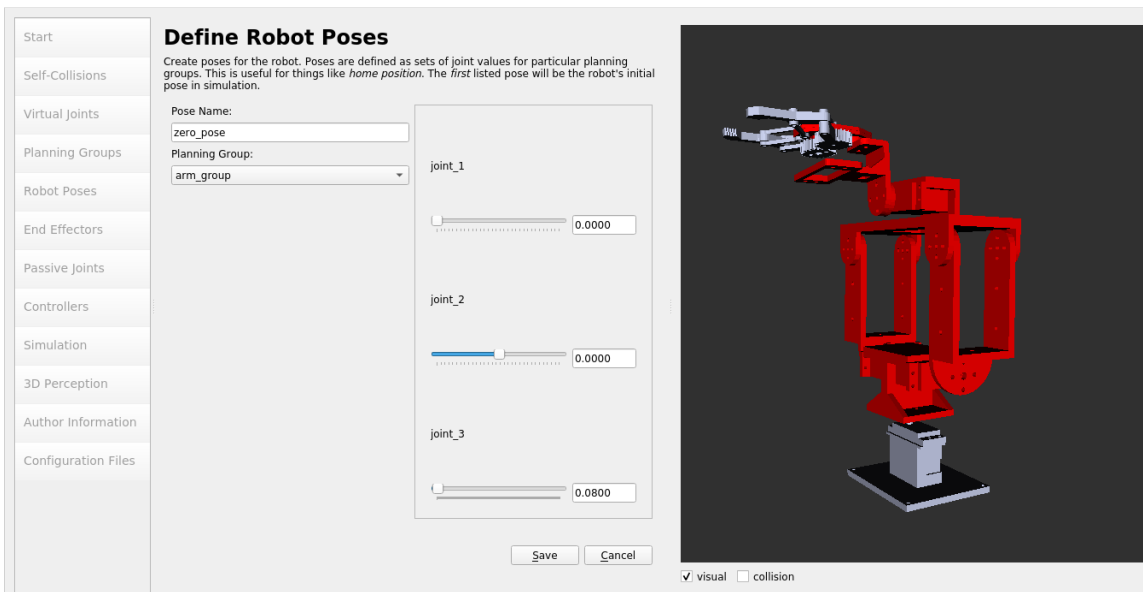 Start
Self-Collisions
Virtual Joints
Planning Groups
Robot Poses
End Effectors
Passive Joints
Controllers
Simulation
3D Perception
Author Information
Configuration Files
Define Robot Poses
Create poses for the robot. Poses are defined as sets of joint values for particular planning
groups. This is useful for things like home position. The first listed pose will be the robot's initial
pose in simulation.
Pose Name:
zero_pose
Planning Group:
arm_group
joint_1
0.0000
joint_2
0.0000
joint_3
0.0800
Save Cancel
visual collision